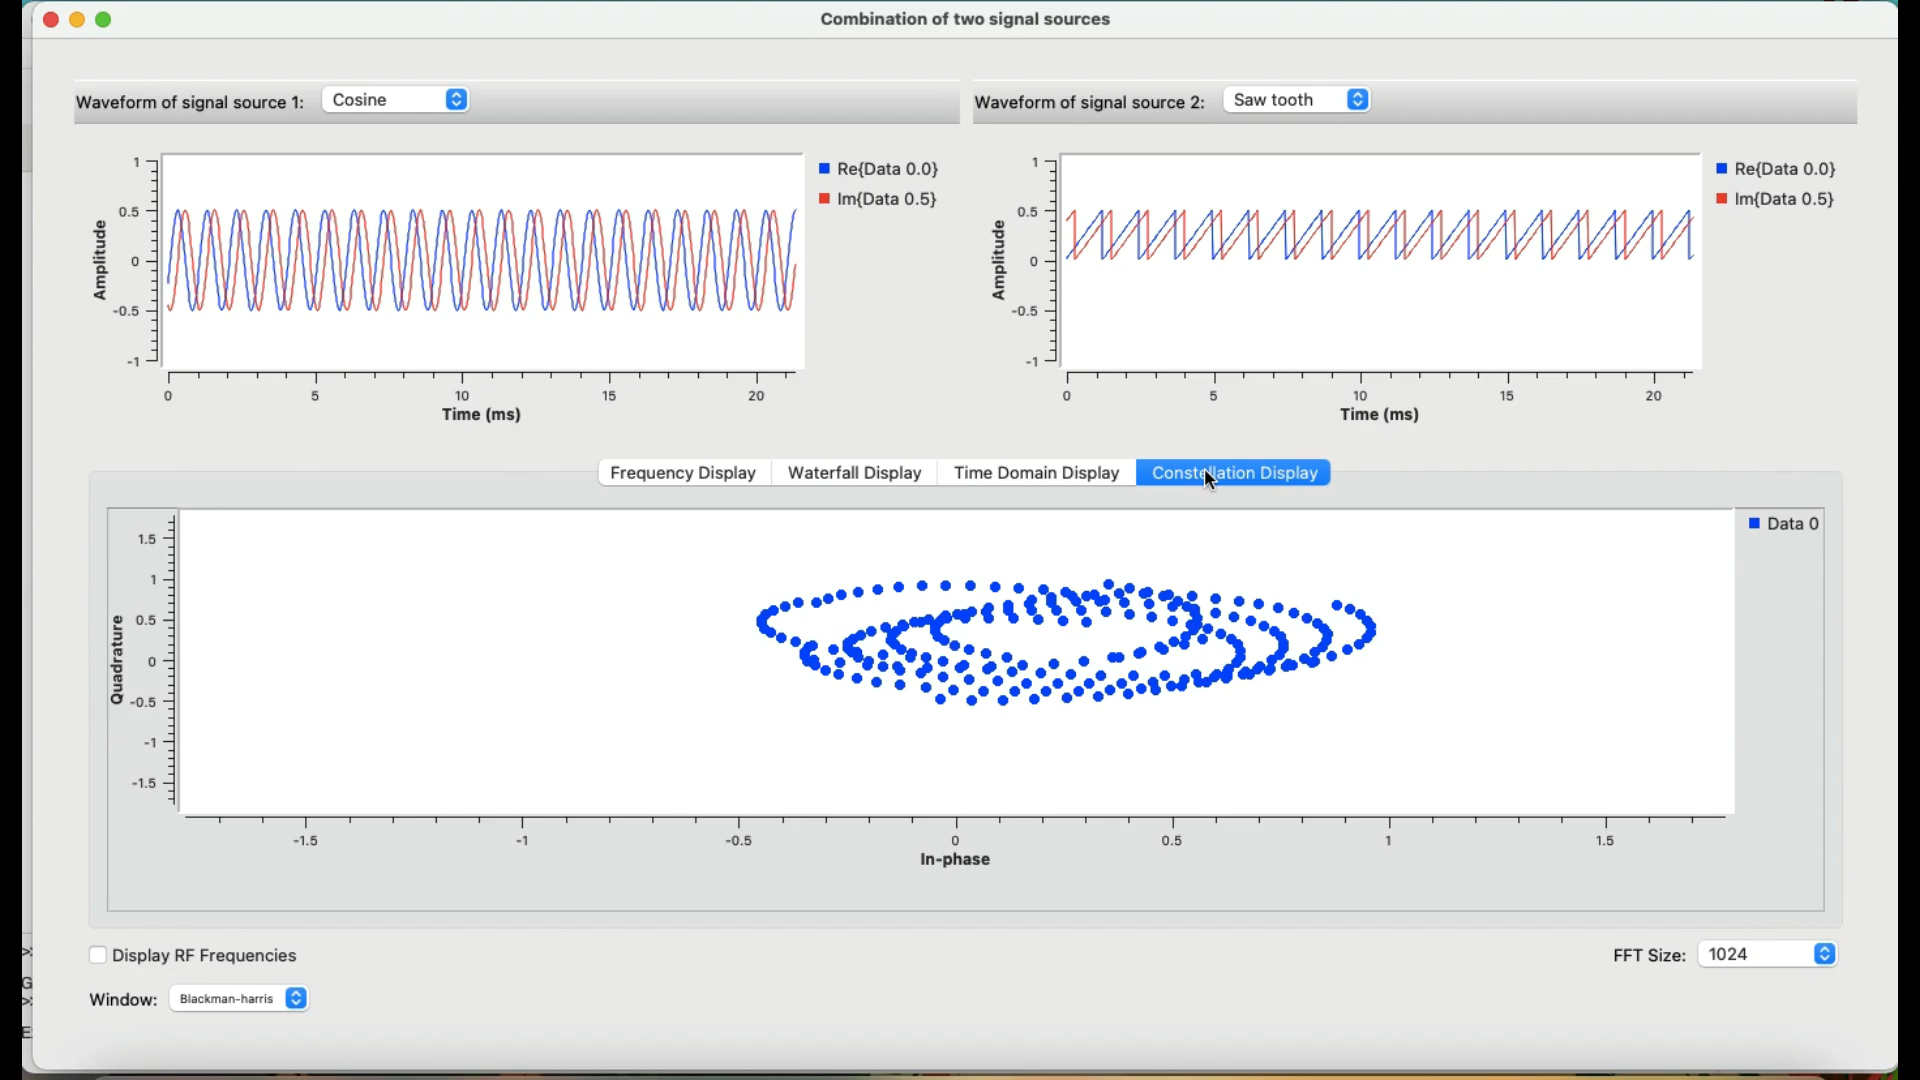 Combination of two signal sources
Waveform of signal source 1: Cosine
Waveform of signal source 2: Saw tooth
1
0.5
0
-0.5
-1
Amplitude
0 5 10 15 20
Time (ms)
Re{Data 0.0}
Im{Data 0.5}
1
0.5
0
-0.5
-1
Amplitude
0 5 10 15 20
Time (ms)
Re{Data 0.0}
Im{Data 0.5}
Frequency Display Waterfall Display Time Domain Display Constellation Display
1.5
1
0.5
0
-0.5
-1
-1.5
Quadrature
-1.5 -1 -0.5 0 0.5 1 1.5
In-phase
Data 0
Display RF Frequencies
FFT Size: 1024
Window: Blackman-harris